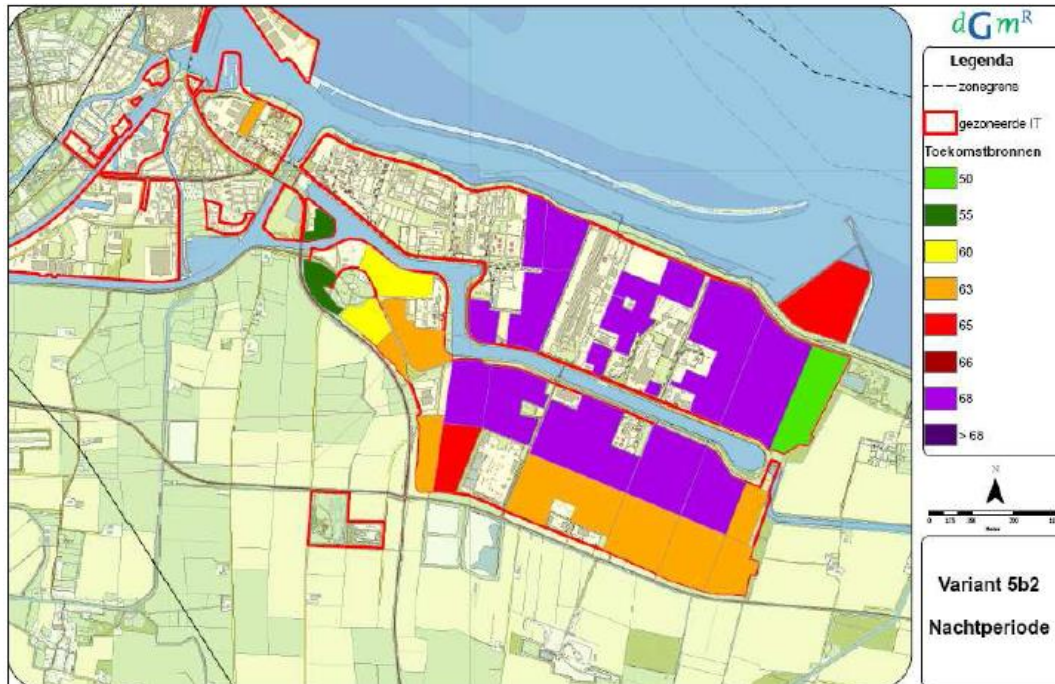 dGmR
Legenda
zonegrens
gezoneerde IT
Toekomstbronnen
50
55
60
63
65
66
68
> 68
N
Variant 5b2
Nachtperiode